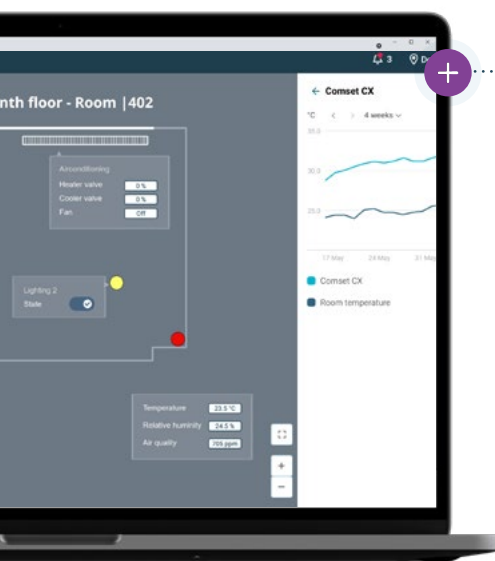 3
nth floor - Room |402
Airconditioning
Heater valve 0 %
Cooler valve 0 %
Fan Off
Lighting 2
State
Temperature 23.5 °C
Relative huminity 24.5 %
Air quality 705 ppm
+
−
← Comset CX
°C < > 4 weeks
35.0
30.0
25.0
17 May 24 May 31 May
Comset CX
Room temperature
+